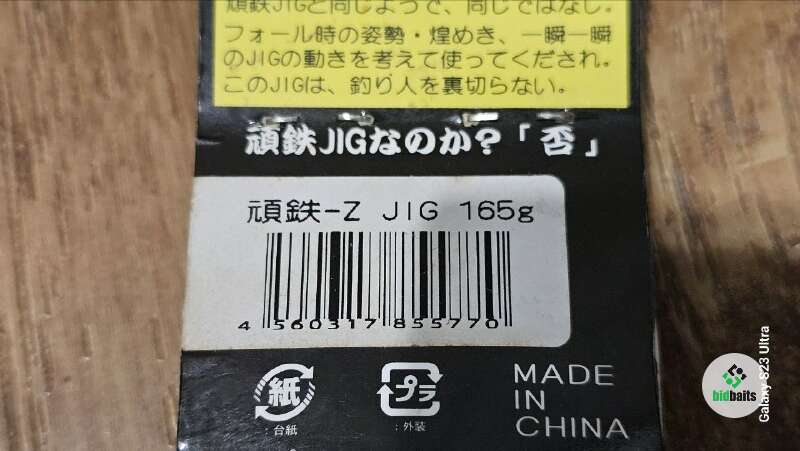 頑鉄JIGと同じようで、同じではなし。
フォール時の姿勢・煌めき、一瞬一瞬
のJIGの動きを考えて使ってくだされ。
このJIGは、釣り人を裏切らない。
頑鉄JIGなのか?「否」
頑鉄-Z JIG 165g
4 560317 855770
紙
:台紙
プラ
:外装
MADE
IN
CHINA
bidbaits
Galaxy S23 Ultra